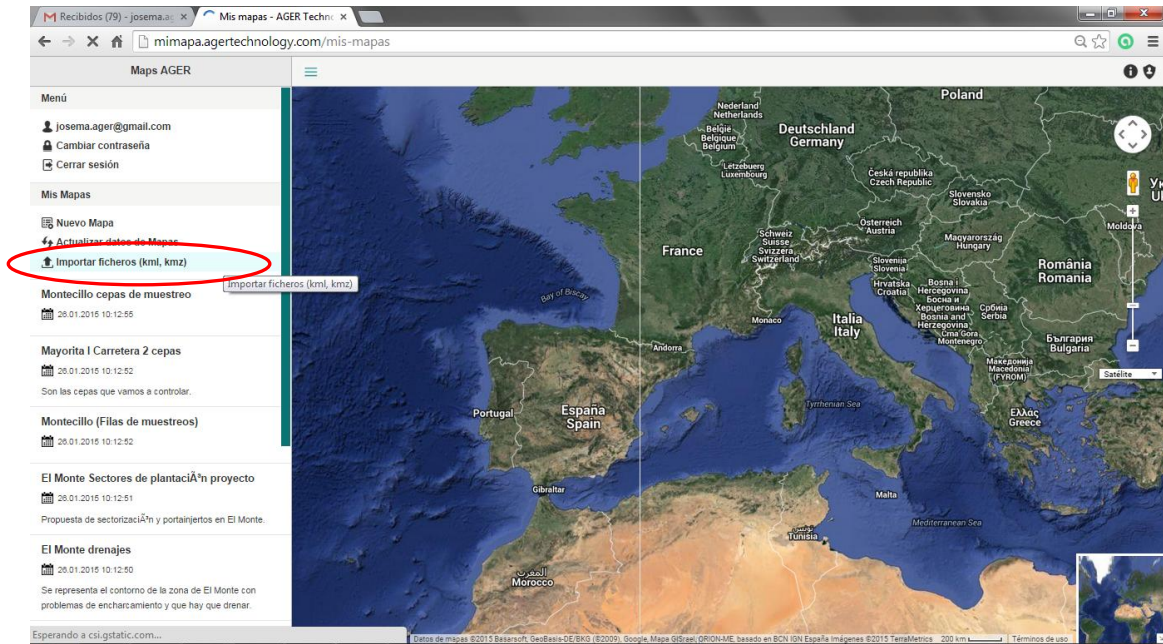 Recibidos (79) - josema.ag
Mis mapas - AGER Techno
mimapa.agertechnology.com/mis-mapas
Maps AGER
Menú
josema.ager@gmail.com
Cambiar contraseña
Cerrar sesión
Mis Mapas
Nuevo Mapa
Actualizar datos de Mapas
Importar ficheros (kml, kmz)
Importar ficheros (kml, kmz)
Montecillo cepas de muestreo
26.01.2015 10:12:55
Mayorita I Carretera 2 cepas
26.01.2015 10:12:52
Son las cepas que vamos a controlar.
Montecillo (Filas de muestreos)
26.01.2015 10:12:52
El Monte Sectores de plantaciÃ³n proyecto
26.01.2015 10:12:51
Propuesta de sectorizaciÃ³n y portainjertos en El Monte.
El Monte drenajes
26.01.2015 10:12:50
Se representa el contorno de la zona de El Monte con
problemas de encharcamiento y que hay que drenar.
Esperando a csi.gstatic.com...
Poland
Nederland
Netherlands
België
Belgique
Belgium
Deutschland
Germany
Lëtzebuerg
Luxembourg
Česká republika
Czech Republic
Slovensko
Slovakia
Moldova
Österreich
Austria
Schweiz
Suisse
Svizzera
Switzerland
France
Magyarország
Hungary
Slovenija
Slovenia
România
Romania
Hrvatska
Croatia
Bosna i
Hercegovina
Босна и
Херцеговина
Bosnia and
Herzegovina
Србија
Serbia
Crna Gora
Montenegro
Bay of Biscay
Monaco
Italia
Italy
България
Bulgaria
Македонија
Macedonia
(FYROM)
Satélite
Andorra
Tyrrhenian Sea
Portugal
España
Spain
Ελλάς
Greece
Gibraltar
Malta
Mediterranean Sea
تونس
Tunisia
المغرب
Morocco
Datos de mapas ©2015 Basarsoft, GeoBasis-DE/BKG (©2009), Google, Mapa GISrael, ORION-ME, basado en BCN IGN España Imágenes ©2015 TerraMetrics
200 km
Términos de uso